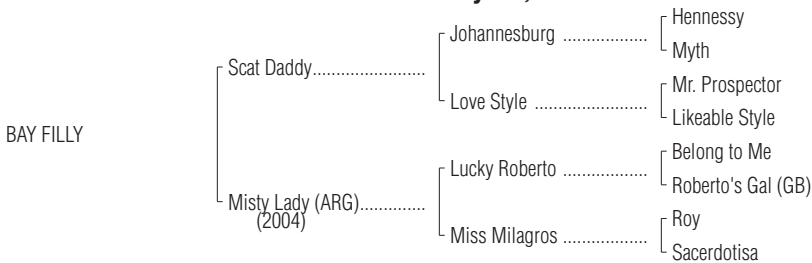 Hennessy
Johannesburg ..................
Myth
Scat Daddy........................
Mr. Prospector
Love Style ........................
Likeable Style
BAY FILLY
Belong to Me
Lucky Roberto ..................
Roberto's Gal (GB)
Misty Lady (ARG)..............
(2004)
Roy
Miss Milagros ..................
Sacerdotisa